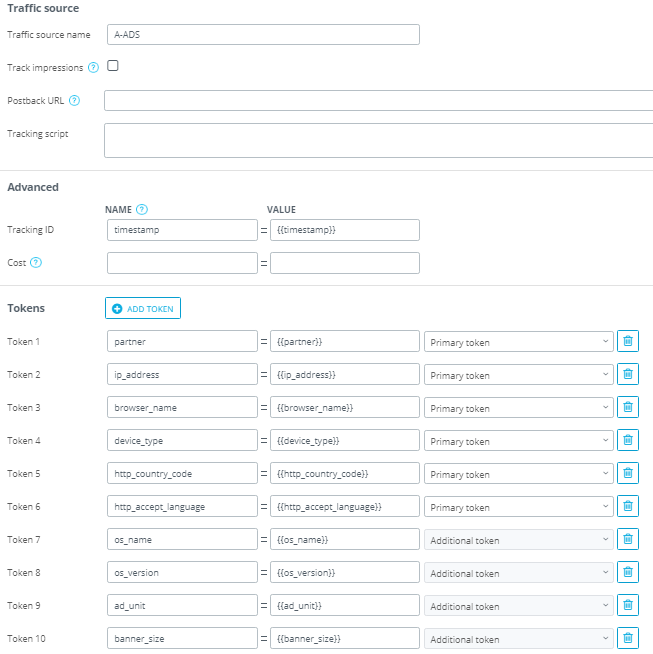 Traffic source
Traffic source name A-ADS
Track impressions ?
Postback URL ?
Tracking script
Advanced
NAME ? VALUE
Tracking ID timestamp = {{timestamp}}
Cost ? =
Tokens + ADD TOKEN
Token 1 partner = {{partner}} Primary token
Token 2 ip_address = {{ip_address}} Primary token
Token 3 browser_name = {{browser_name}} Primary token
Token 4 device_type = {{device_type}} Primary token
Token 5 http_country_code = {{http_country_code}} Primary token
Token 6 http_accept_language = {{http_accept_language}} Primary token
Token 7 os_name = {{os_name}} Additional token
Token 8 os_version = {{os_version}} Additional token
Token 9 ad_unit = {{ad_unit}} Additional token
Token 10 banner_size = {{banner_size}} Additional token